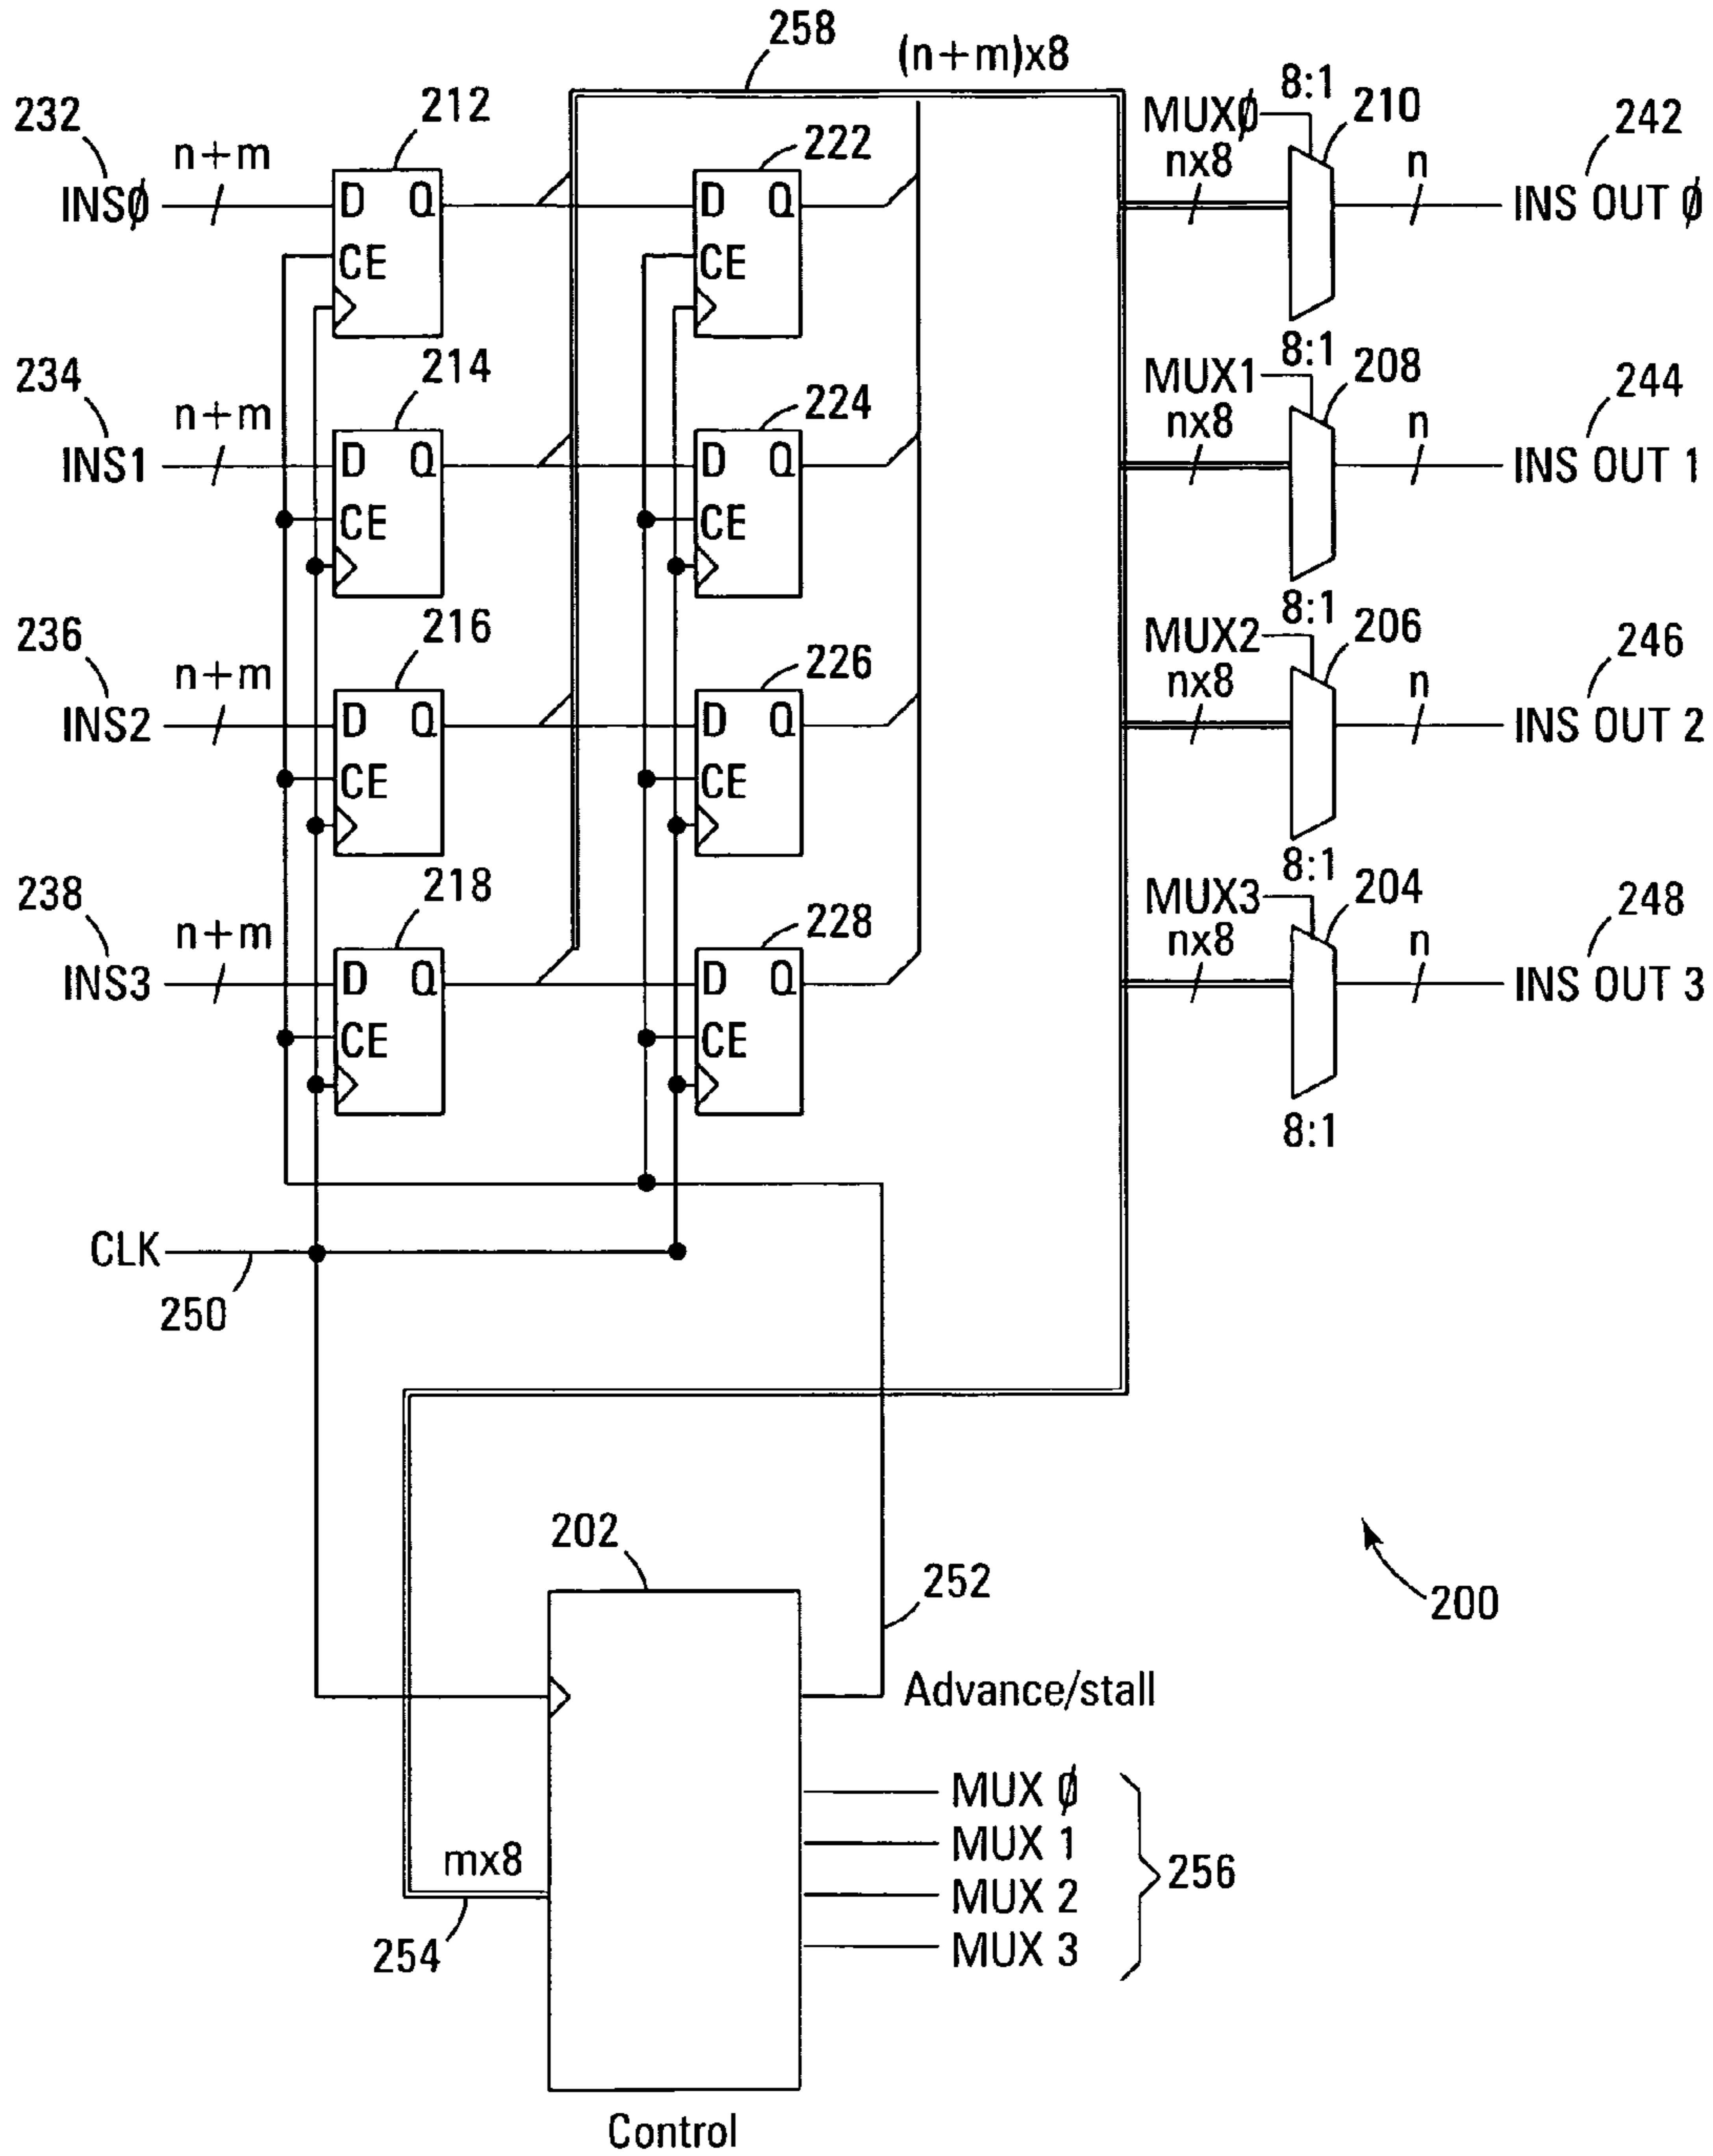 258
(n+m)x8
8:1
232
212
MUXØ
210
242
n+m
222
nx8
n
INSØ
D Q
D Q
INS OUT Ø
CE
CE
8:1
234
214
MUX1
208
244
n+m
224
nx8
n
INS1
D Q
D Q
INS OUT 1
CE
CE
8:1
236
216
MUX2
206
246
n+m
226
nx8
n
INS2
D Q
D Q
INS OUT 2
CE
CE
8:1
238
218
MUX3
204
248
n+m
228
nx8
n
INS3
D Q
D Q
INS OUT 3
CE
CE
8:1
CLK
250
202
252
200
Advance/stall
MUX Ø
MUX 1
mx8
256
MUX 2
254
MUX 3
Control